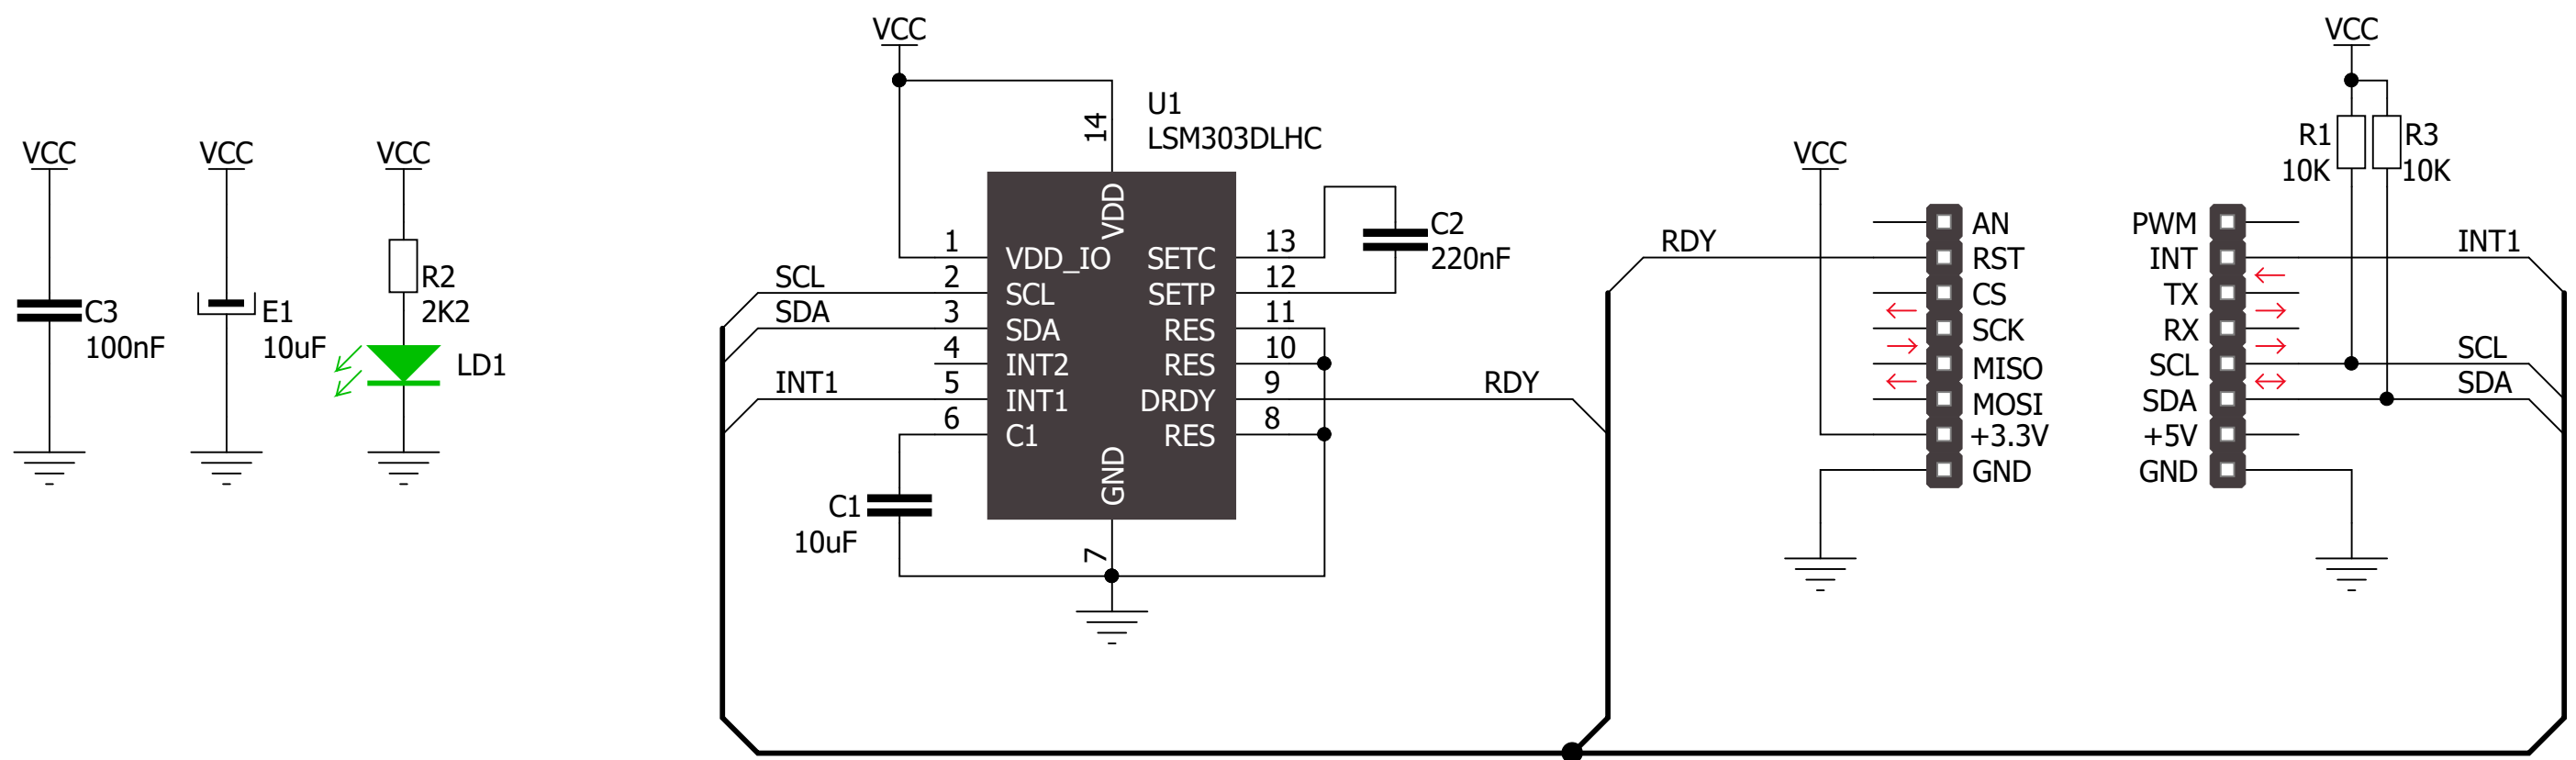 VCC
C3
100nF
VCC
E1
10uF
VCC
R2
2K2
LD1
VCC
U1
LSM303DLHC
14
VDD
1
VDD_IO
2
SCL
SCL
3
SDA
SDA
4
INT2
5
INT1
INT1
6
C1
C1
10uF
7
GND
13
SETC
12
SETP
11
RES
10
RES
9
DRDY
RDY
8
RES
C2
220nF
RDY
VCC
AN
RST
CS
SCK
MISO
MOSI
+3.3V
GND
PWM
INT
TX
RX
SCL
SDA
+5V
GND
VCC
R1
10K
R3
10K
INT1
SCL
SDA